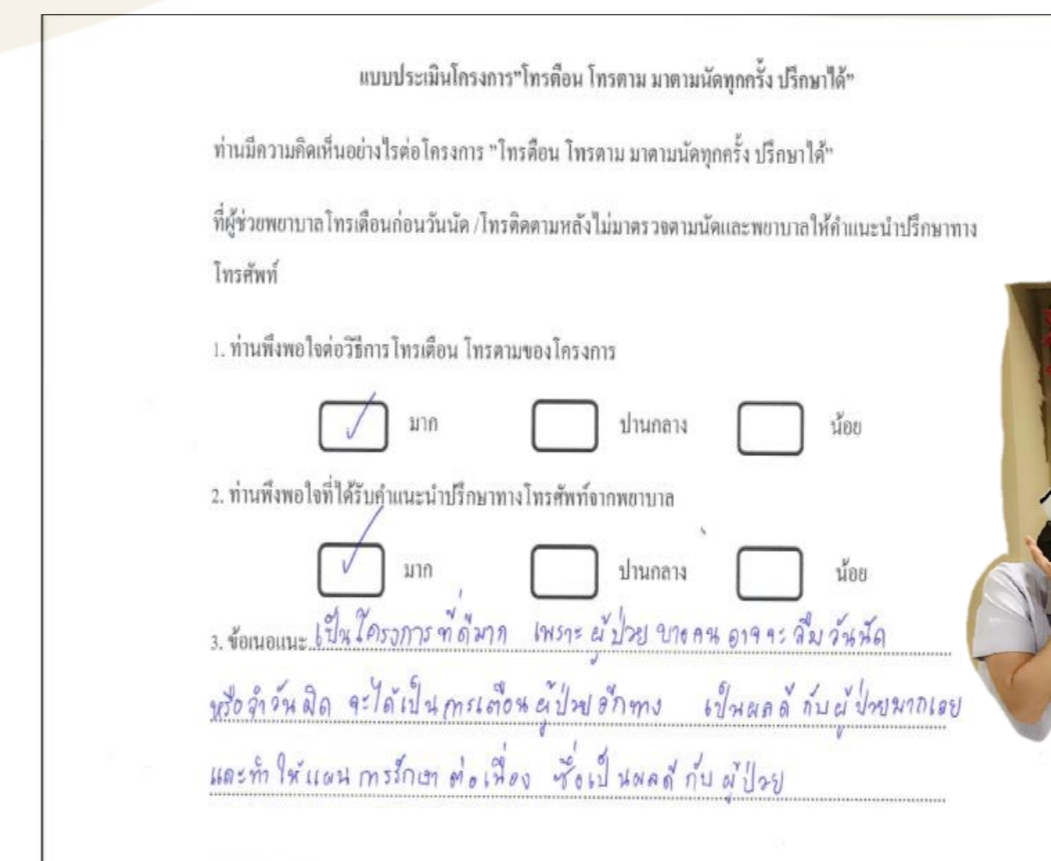 แบบประเมินโครงการ"โทรตือน โทรตาม มาตามนัดทุกครั้ง ปรึกษาได้"
ท่านมีความคิดเห็นอย่างไรต่อโครงการ "โทรตือน โทรตาม มาตามนัดทุกครั้ง ปรึกษาได้"
ที่ผู้ช่วยพยาบาลโทรเตือนก่อนวันนัด /โทรติดตามหลังไม่มาตรวจตามนัดและพยาบาลให้คำแนะนำปรึกษาทาง
โทรศัพท์
1. ท่านพึงพอใจต่อวิธีการโทรเตือน โทรตามของโครงการ
มาก ปานกลาง น้อย
2. ท่านพึงพอใจที่ได้รับคำแนะนำปรึกษาทางโทรศัพท์จากพยาบาล
มาก ปานกลาง น้อย
3. ข้อเนอแนะ เป็นโครงการที่ดีมาก เพราะ ผู้ป่วย บางคน อาจจะ ลืม วันนัด
หรือจำวันผิด จะได้เป็นการเตือน ผู้ป่วย อีกทาง เป็นผลดี กับ ผู้ป่วยมากเลย
และทำให้แผนการรักษา ต่อเนื่อง ซึ่งเป็นผลดี กับ ผู้ป่วย